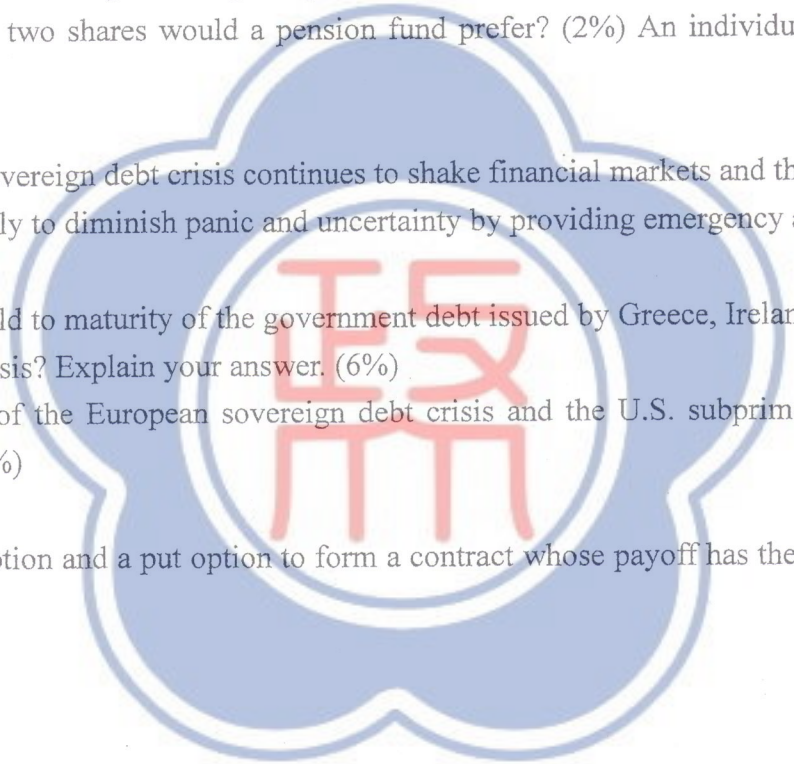 two shares would a pension fund prefer? (2%) An individu
vereign debt crisis continues to shake financial markets and th
ly to diminish panic and uncertainty by providing emergency a
ld to maturity of the government debt issued by Greece, Irelan
sis? Explain your answer. (6%)
of the European sovereign debt crisis and the U.S. subprim
%)
ption and a put option to form a contract whose payoff has the
政大